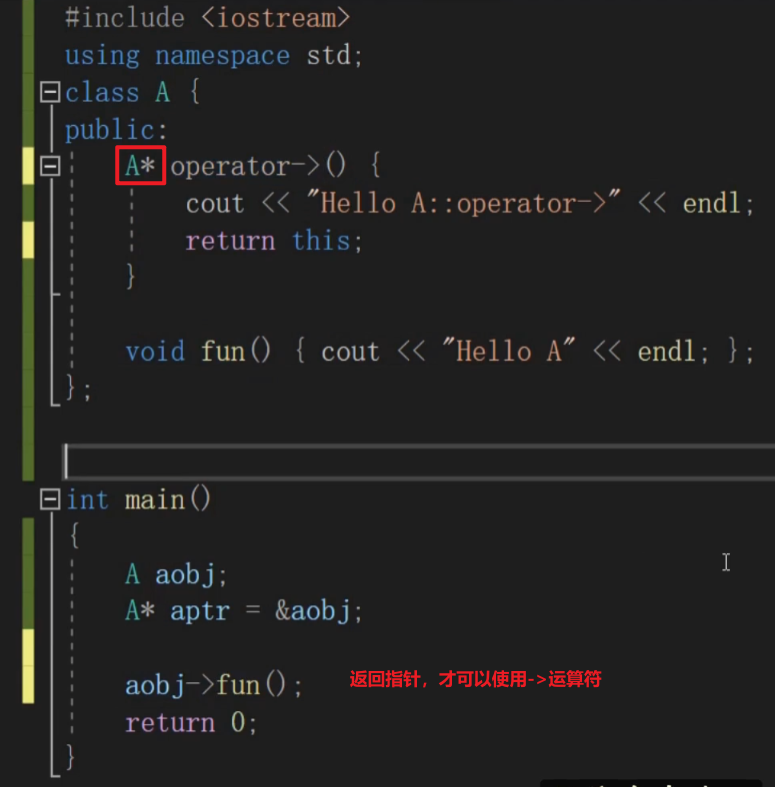 #include <iostream>
using namespace std;
class A {
public:
A* operator->() {
cout << "Hello A::operator->" << endl;
return this;
}
void fun() { cout << "Hello A" << endl; };
};
int main()
{
A aobj;
A* aptr = &aobj;
aobj->fun(); 返回指针，才可以使用->运算符
return 0;
}